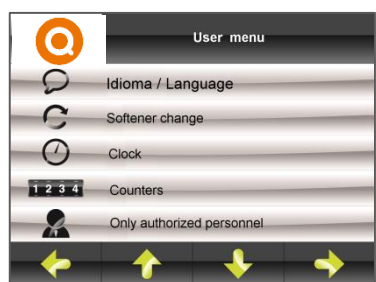 User menu
Idioma / Language
Softener change
Clock
1 2 3 4 Counters
Only authorized personnel